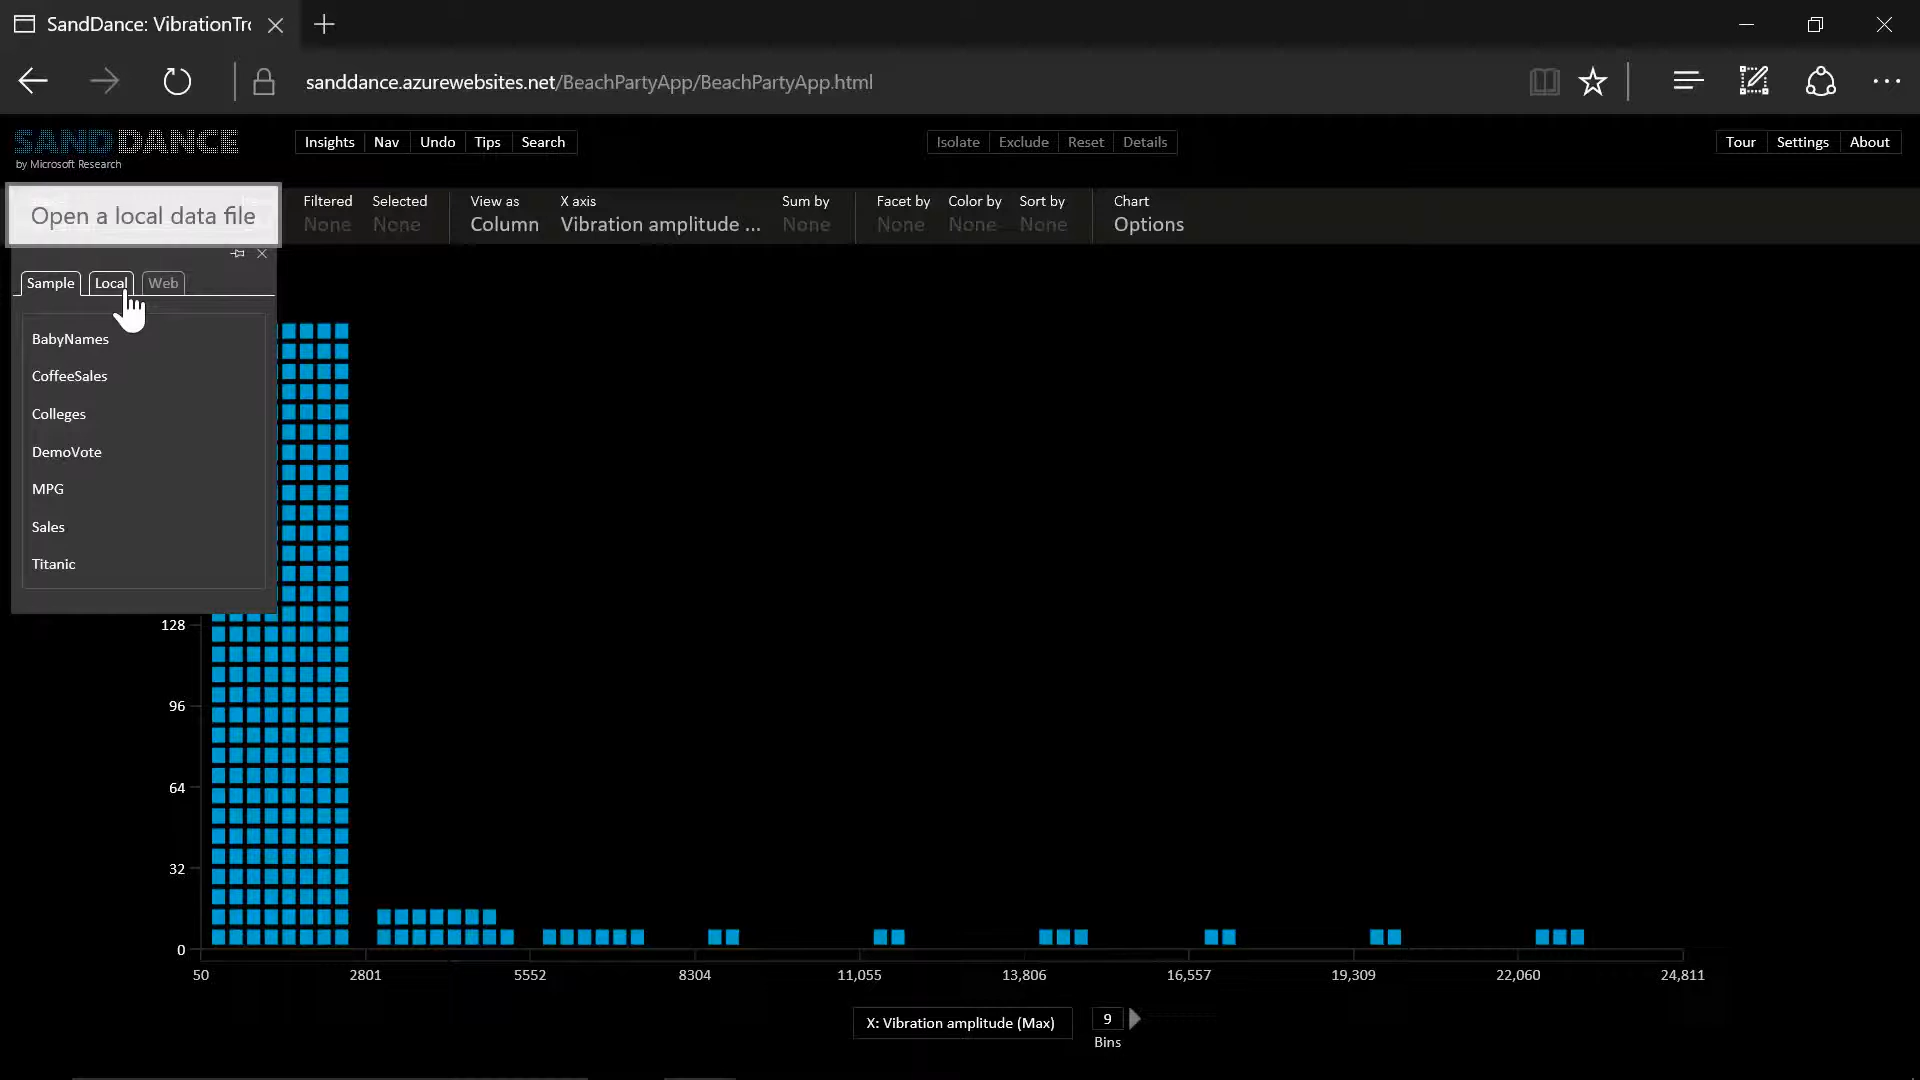 SandDance: VibrationTr
sanddance.azurewebsites.net/BeachPartyApp/BeachPartyApp.html
SANDDANCE
by Microsoft Research
Insights Nav Undo Tips Search
Isolate Exclude Reset Details
Tour Settings About
Open a local data file
Filtered Selected View as X axis Sum by Facet by Color by Sort by Chart
None None Column Vibration amplitude ... None None None None Options
Sample Local Web
BabyNames
CoffeeSales
Colleges
DemoVote
MPG
Sales
Titanic
128
96
64
32
0
50 2801 5552 8304 11,055 13,806 16,557 19,309 22,060 24,811
X: Vibration amplitude (Max) 9
Bins